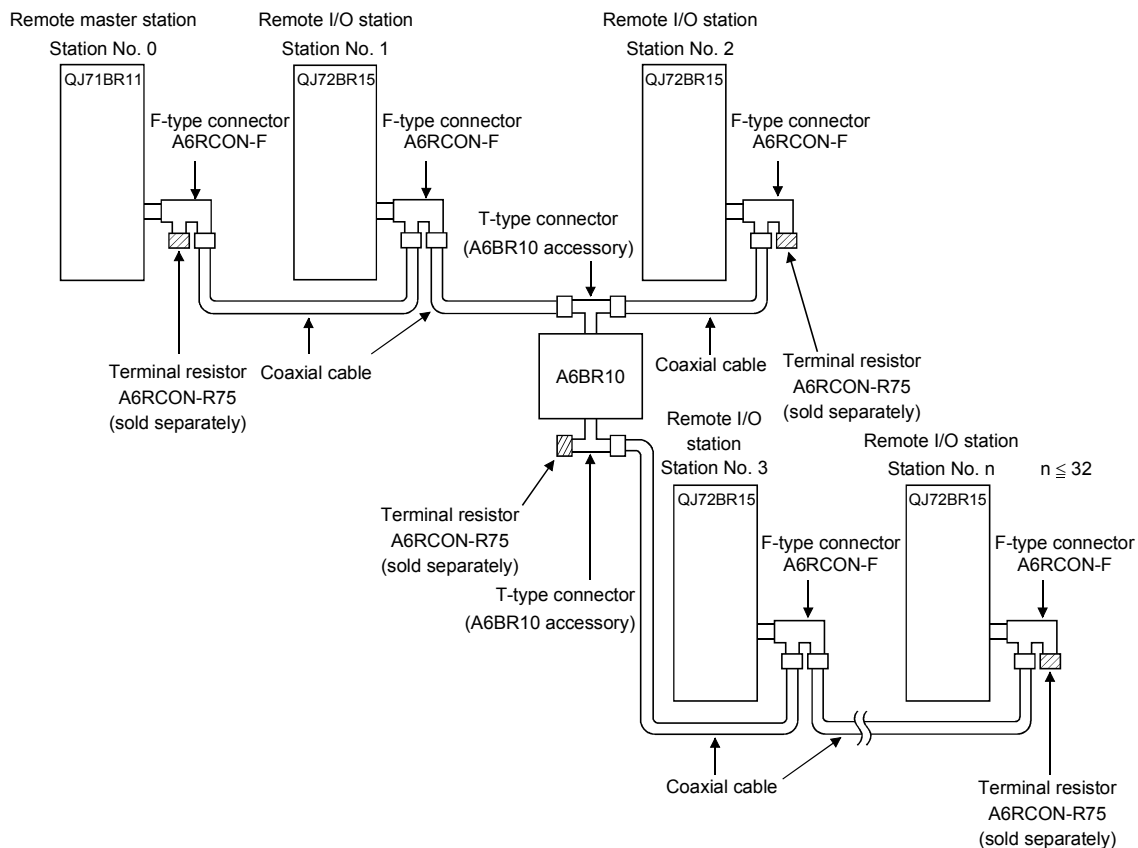 Remote master station
Station No. 0
QJ71BR11
F-type connector
A6RCON-F
Remote I/O station
Station No. 1
QJ72BR15
F-type connector
A6RCON-F
Remote I/O station
Station No. 2
QJ72BR15
F-type connector
A6RCON-F
T-type connector
(A6BR10 accessory)
Terminal resistor
A6RCON-R75
(sold separately)
Coaxial cable
A6BR10
Coaxial cable
Terminal resistor
A6RCON-R75
(sold separately)
Remote I/O
station
Station No. 3
QJ72BR15
F-type connector
A6RCON-F
Remote I/O station
Station No. n
n ≦ 32
QJ72BR15
F-type connector
A6RCON-F
Terminal resistor
A6RCON-R75
(sold separately)
T-type connector
(A6BR10 accessory)
Coaxial cable
Terminal resistor
A6RCON-R75
(sold separately)